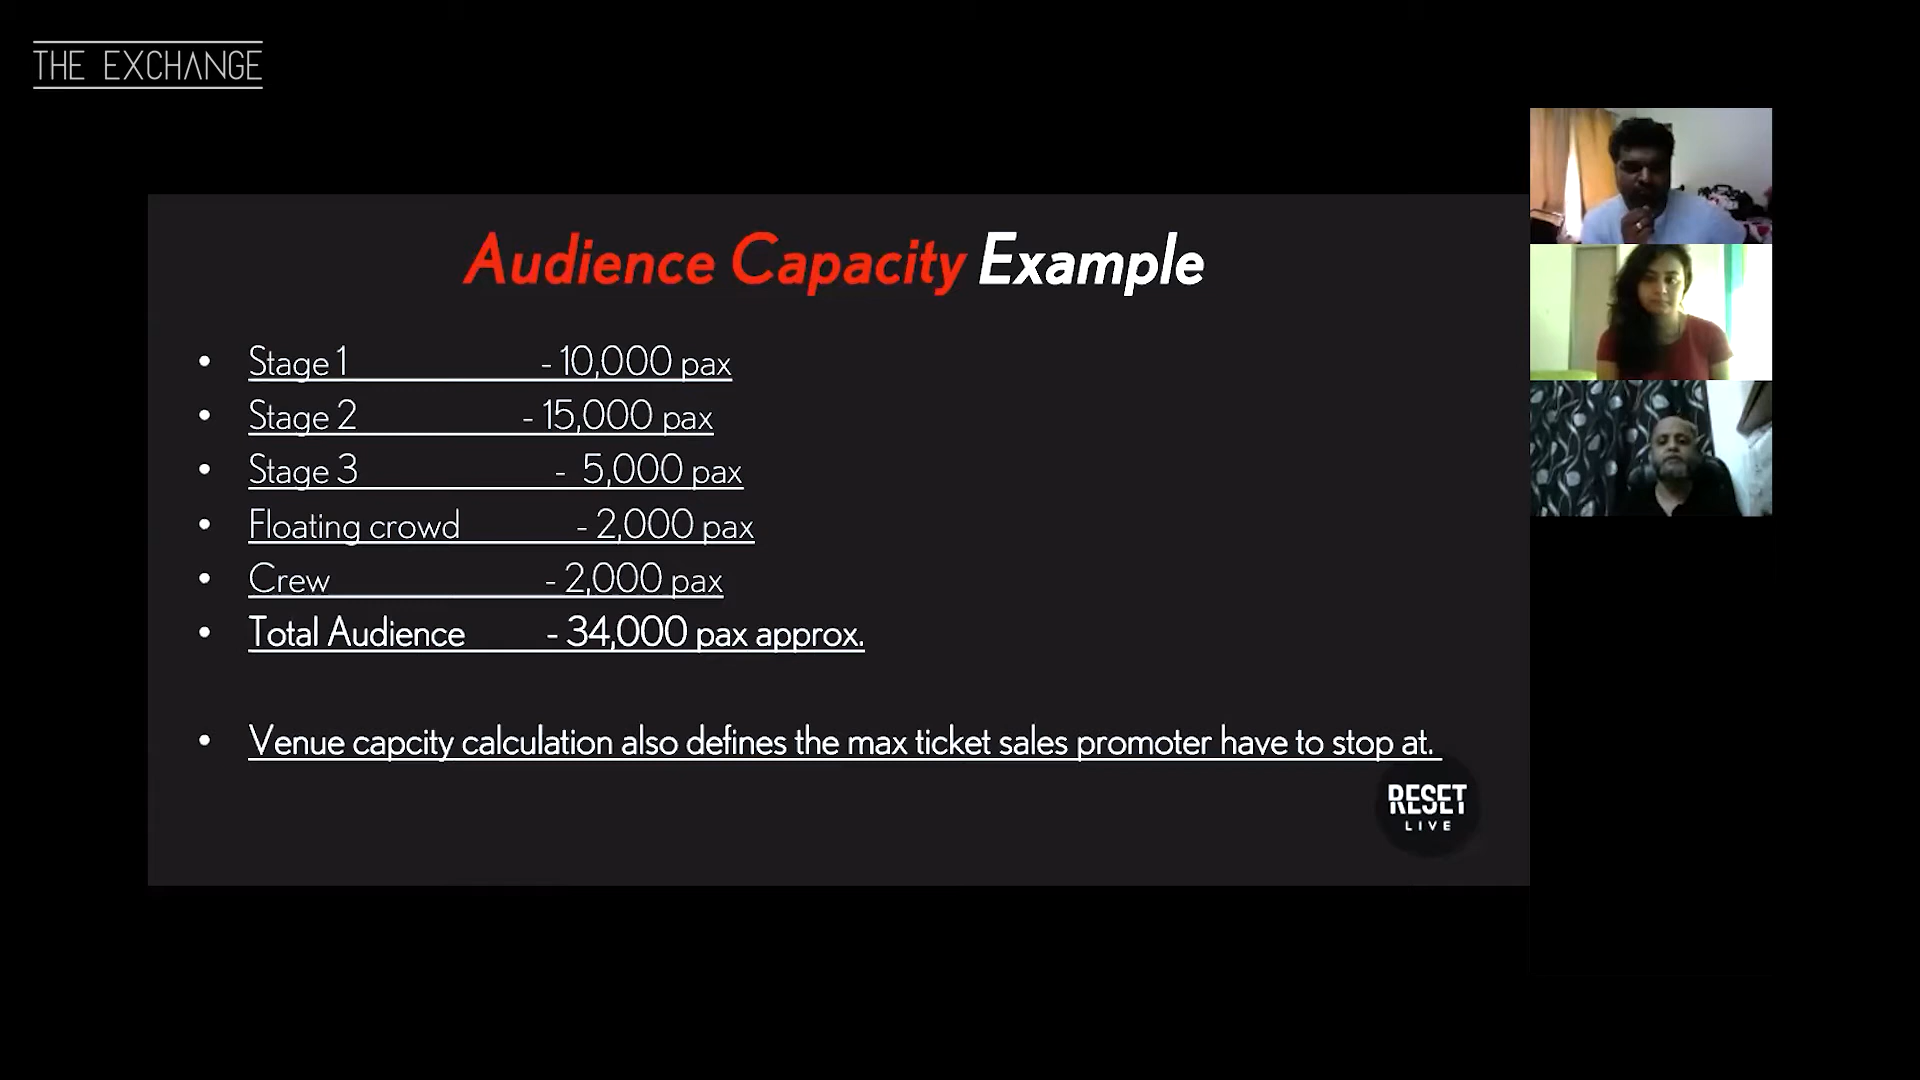 THE EXCHANGE
Audience Capacity Example
• Stage 1 - 10,000 pax
• Stage 2 - 15,000 pax
• Stage 3 - 5,000 pax
• Floating crowd - 2,000 pax
• Crew - 2,000 pax
• Total Audience - 34,000 pax approx.
• Venue capcity calculation also defines the max ticket sales promoter have to stop at.
RESET
LIVE